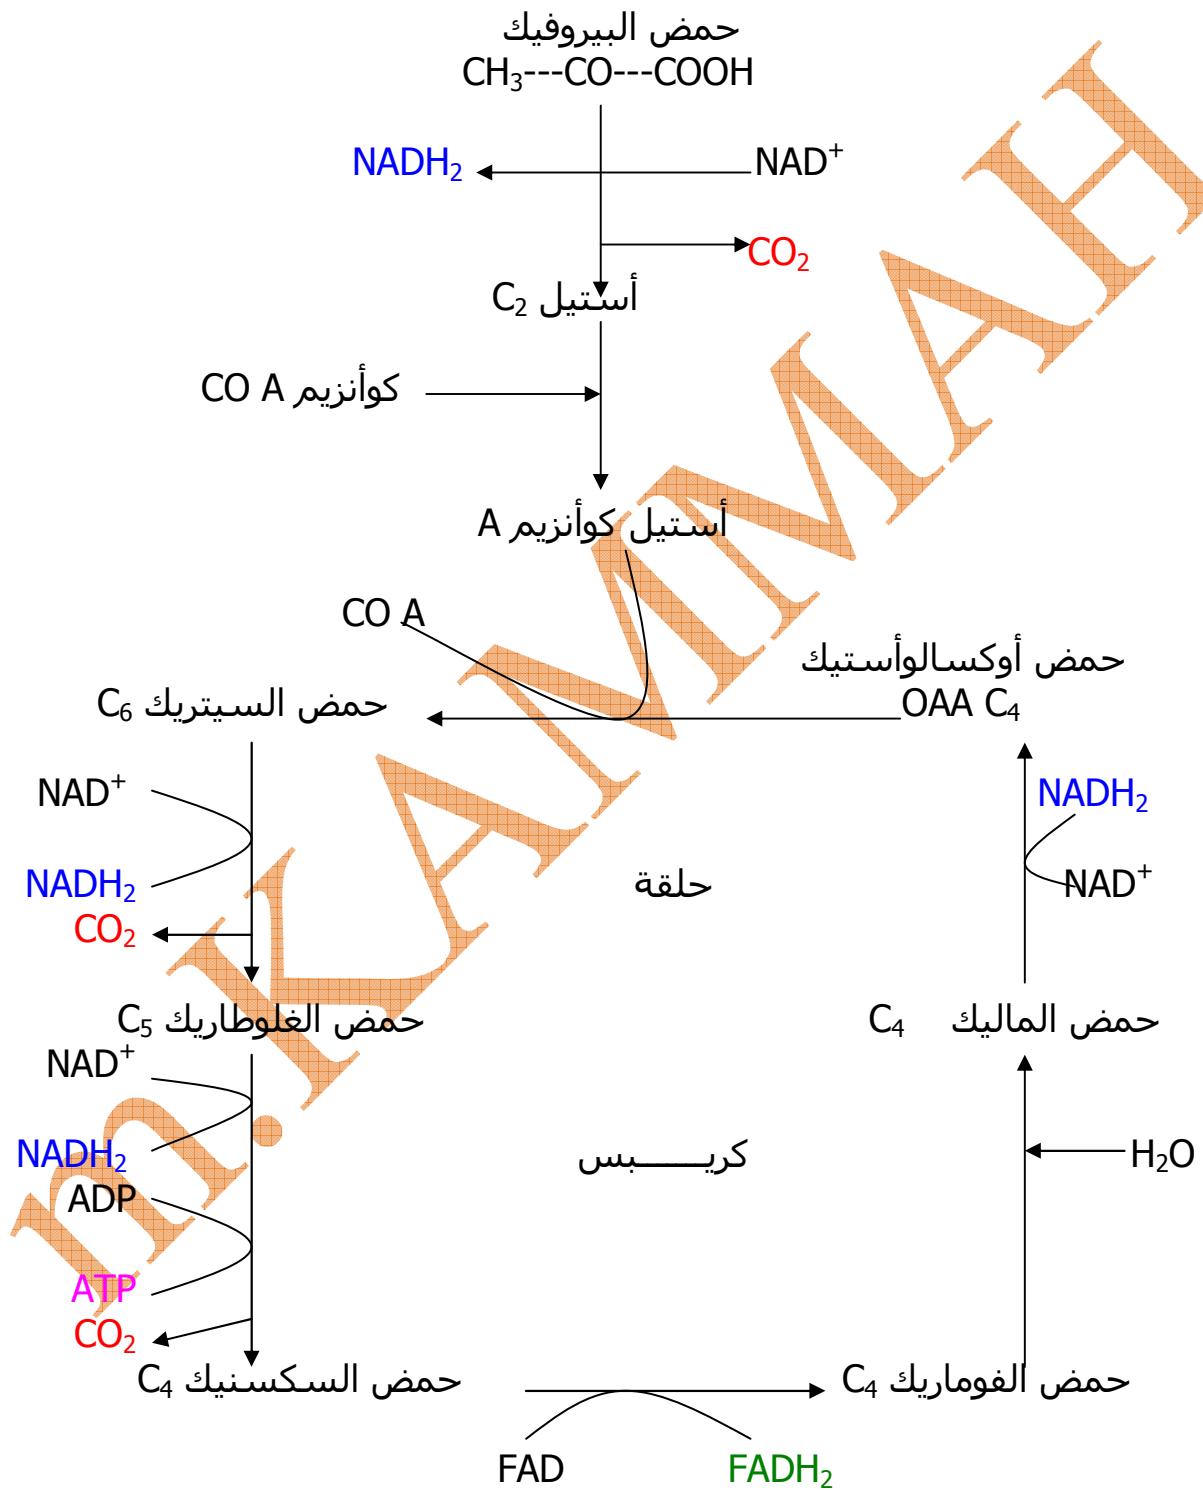 حمض البيروفيك
CH₃---CO---COOH
NADH₂
NAD⁺
CO₂
أستيل C₂
كوأنزيم CO A
أستيل كوأنزيم A
CO A
حمض أوكسالوأستيك
OAA C₄
حمض السيتريك C₆
NAD⁺
NADH₂
NADH₂
NAD⁺
حلقة
CO₂
حمض الغلوطاريك C₅
حمض الماليك C₄
NAD⁺
NADH₂
كريـــــــبس
H₂O
ADP
ATP
CO₂
حمض السكسنيك C₄
حمض الفوماريك C₄
FAD
FADH₂
m.KAMMAH